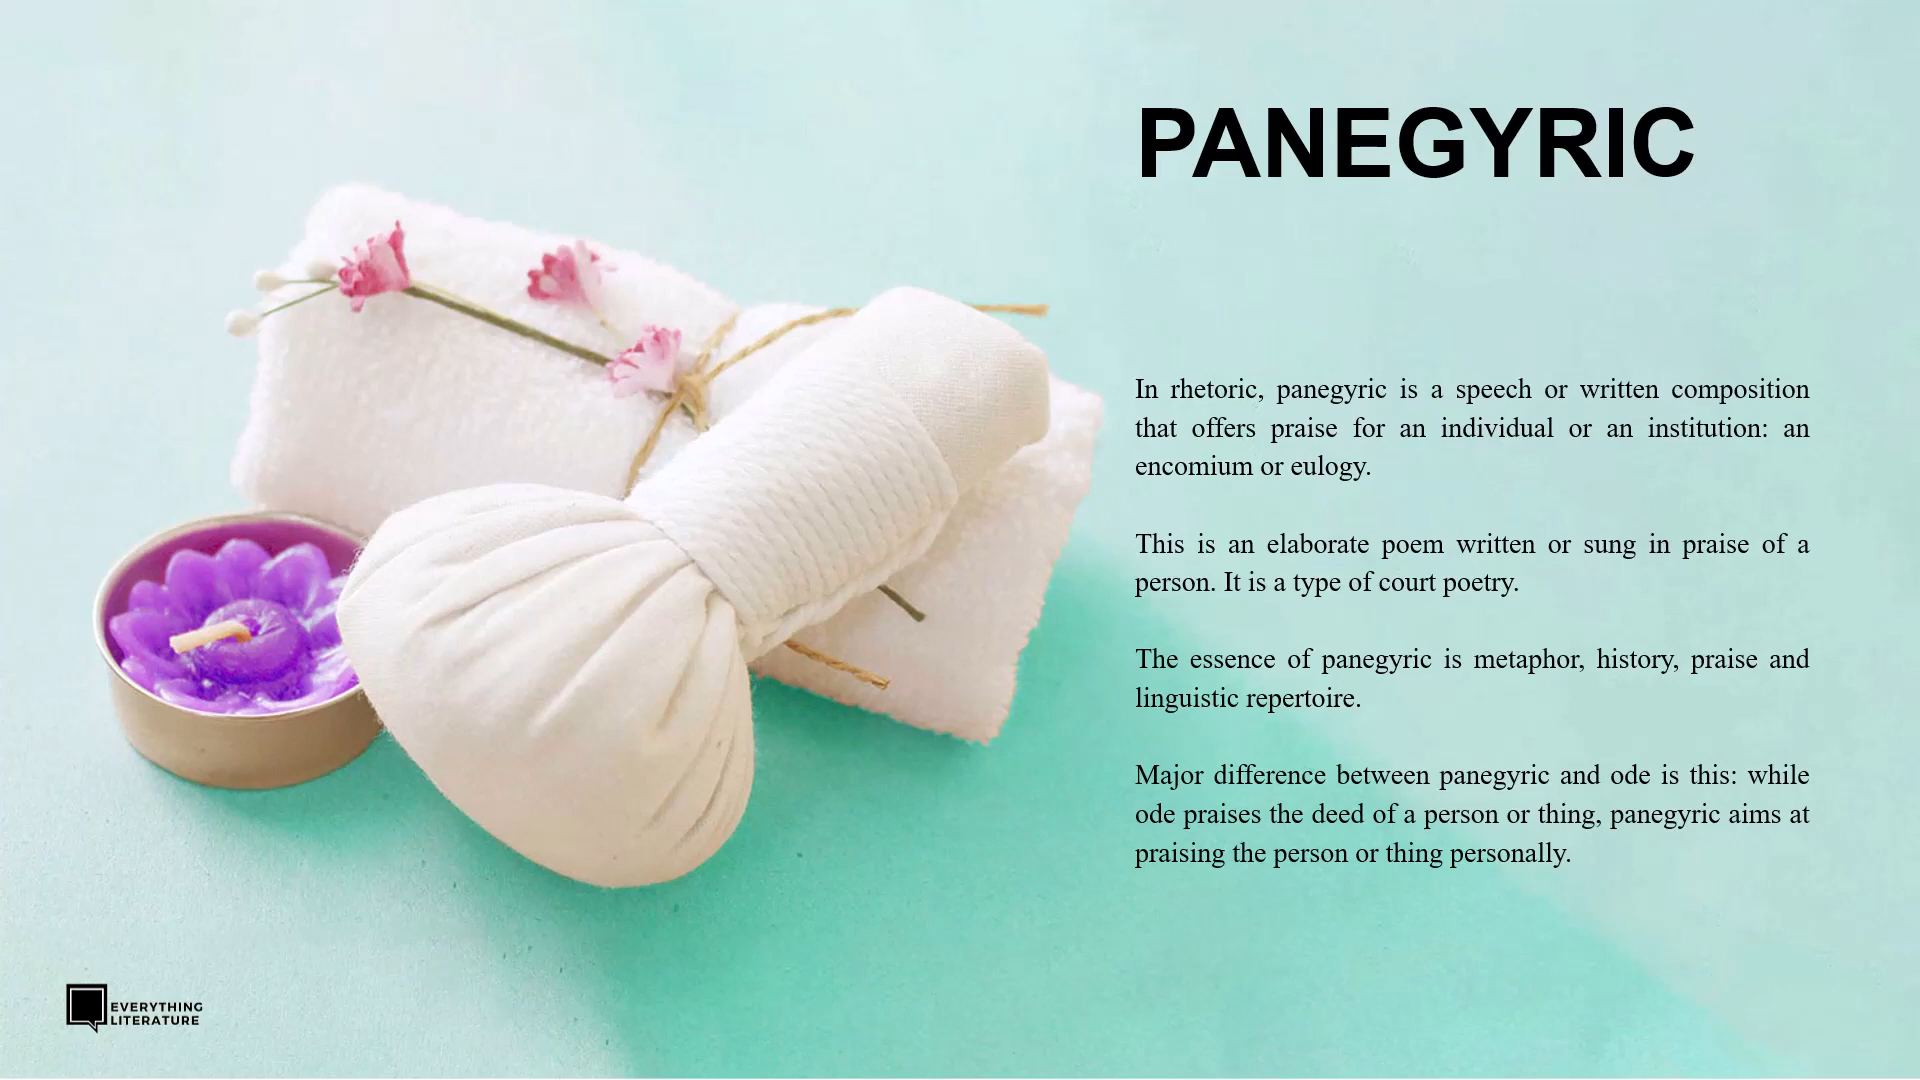 PANEGYRIC
In rhetoric, panegyric is a speech or written composition
that offers praise for an individual or an institution: an
encomium or eulogy.
This is an elaborate poem written or sung in praise of a
person. It is a type of court poetry.
The essence of panegyric is metaphor, history, praise and
linguistic repertoire.
Major difference between panegyric and ode is this: while
ode praises the deed of a person or thing, panegyric aims at
praising the person or thing personally.
EVERYTHING
LITERATURE